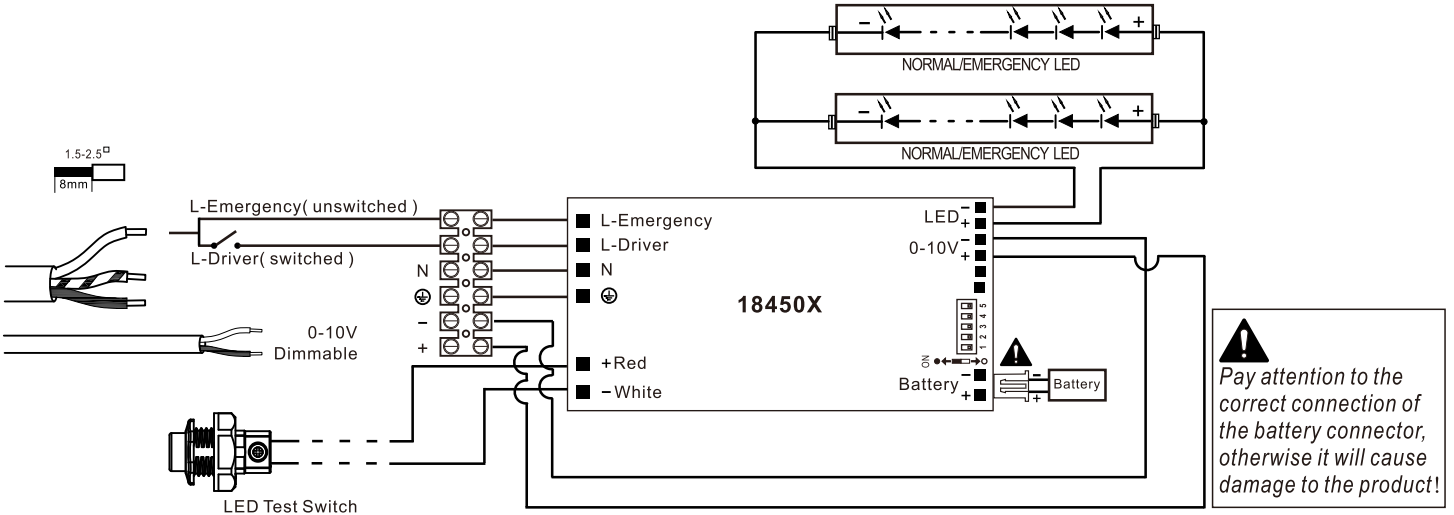 NORMAL/EMERGENCY LED
NORMAL/EMERGENCY LED
1.5-2.5□
8mm
L-Emergency( unswitched )
L-Driver( switched )
N
−
+
0-10V
Dimmable
L-Emergency
L-Driver
N
+Red
−White
18450X
LED
−
+
0-10V
−
+
1 2 3 4 5
ON
Battery
−
+
−
+
Battery
LED Test Switch
Pay attention to the
correct connection of
the battery connector,
otherwise it will cause
damage to the product!